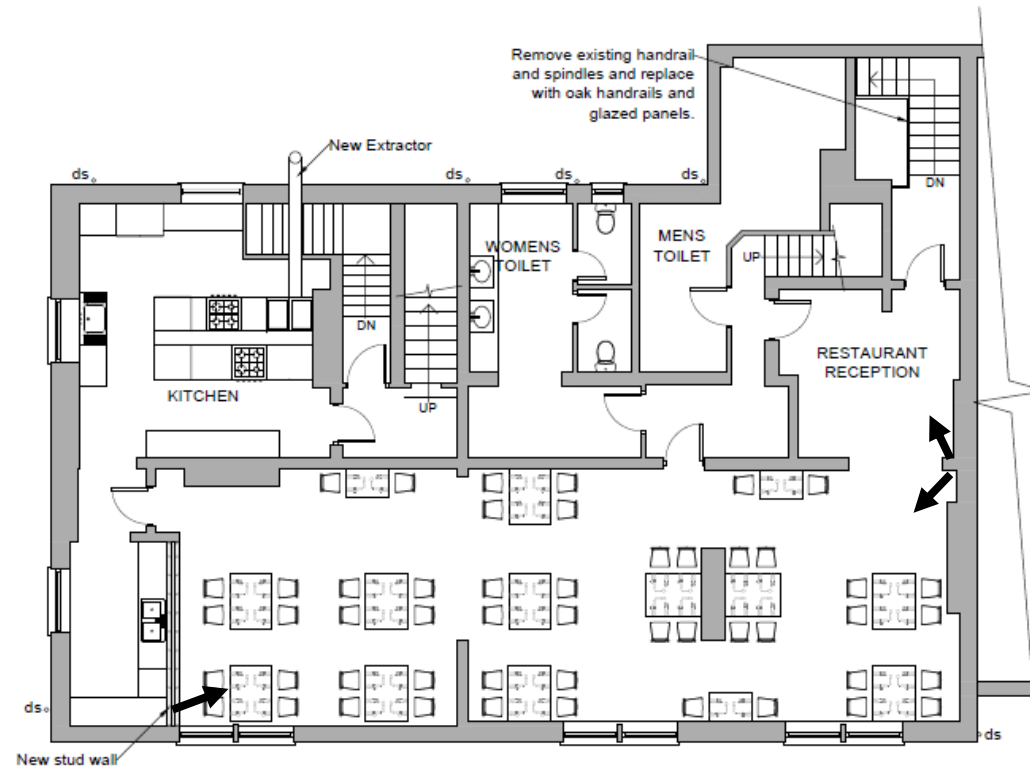 Remove existing handrail
and spindles and replace
with oak handrails and
glazed panels.
New Extractor
ds
ds
ds
ds
DN
WOMENS
TOILET
MENS
TOILET
UP
DN
RESTAURANT
RECEPTION
KITCHEN
UP
ds
ds
New stud wall